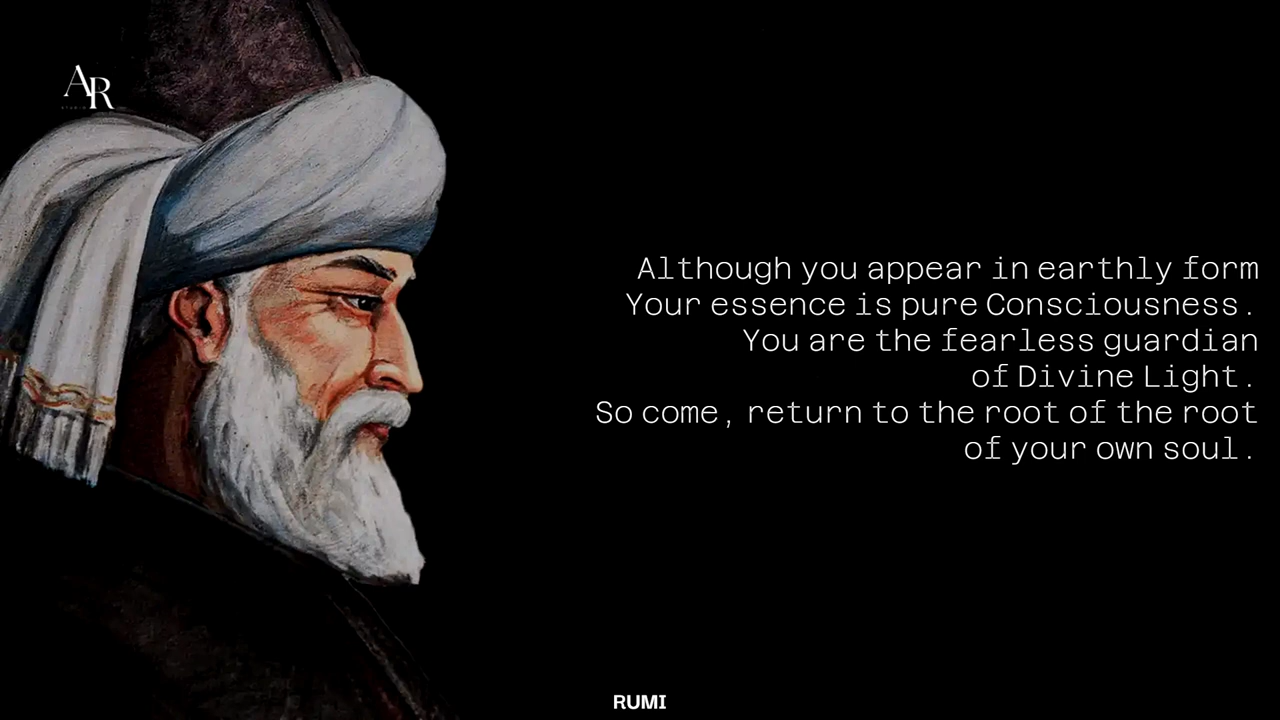 AR
Although you appear in earthly form
Your essence is pure Consciousness.
You are the fearless guardian
of Divine Light.
So come, return to the root of the root
of your own soul.
RUMI